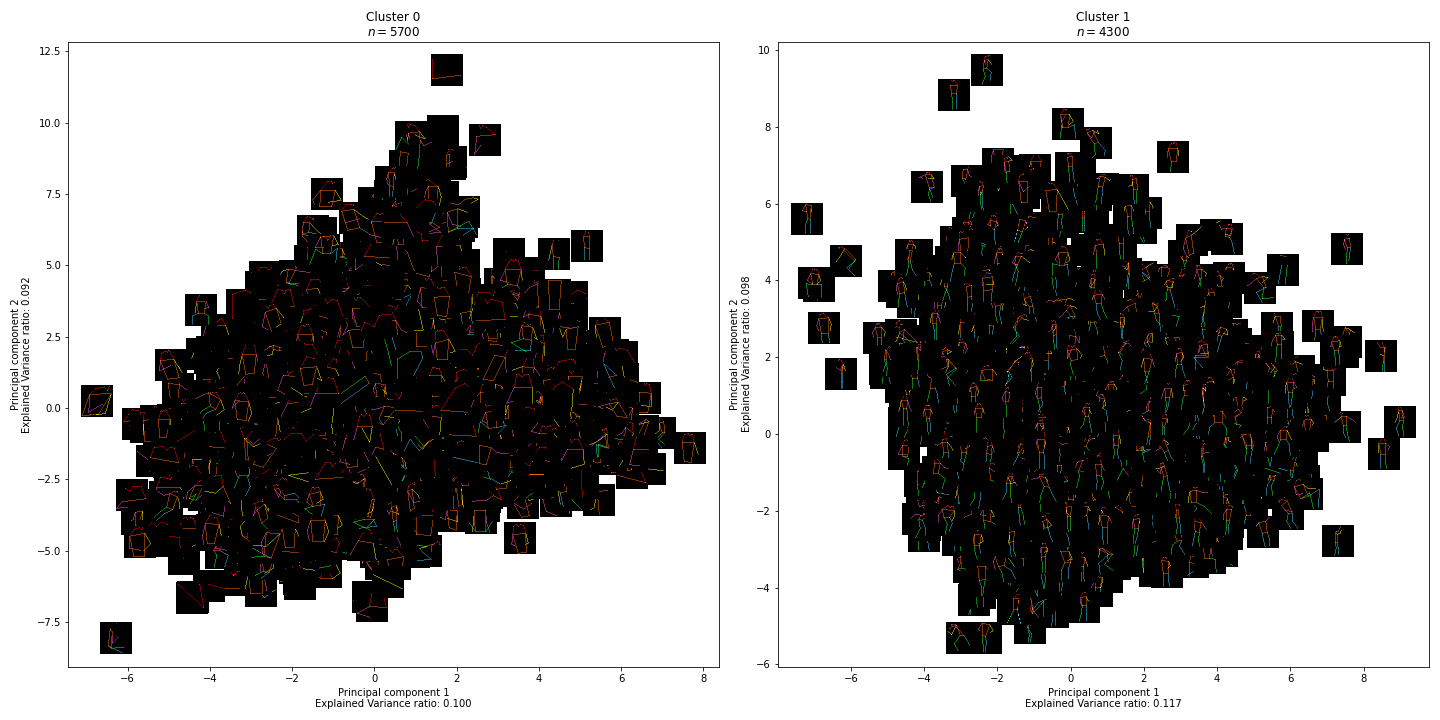 Cluster 0
n = 5700
12.5
10.0
7.5
5.0
2.5
0.0
−2.5
−5.0
−7.5
Principal component 2
Explained Variance ratio: 0.092
−6
−4
−2
0
2
4
6
8
Principal component 1
Explained Variance ratio: 0.100
Cluster 1
n = 4300
10
8
6
4
2
0
−2
−4
−6
Principal component 2
Explained Variance ratio: 0.098
−6
−4
−2
0
2
4
6
8
Principal component 1
Explained Variance ratio: 0.117